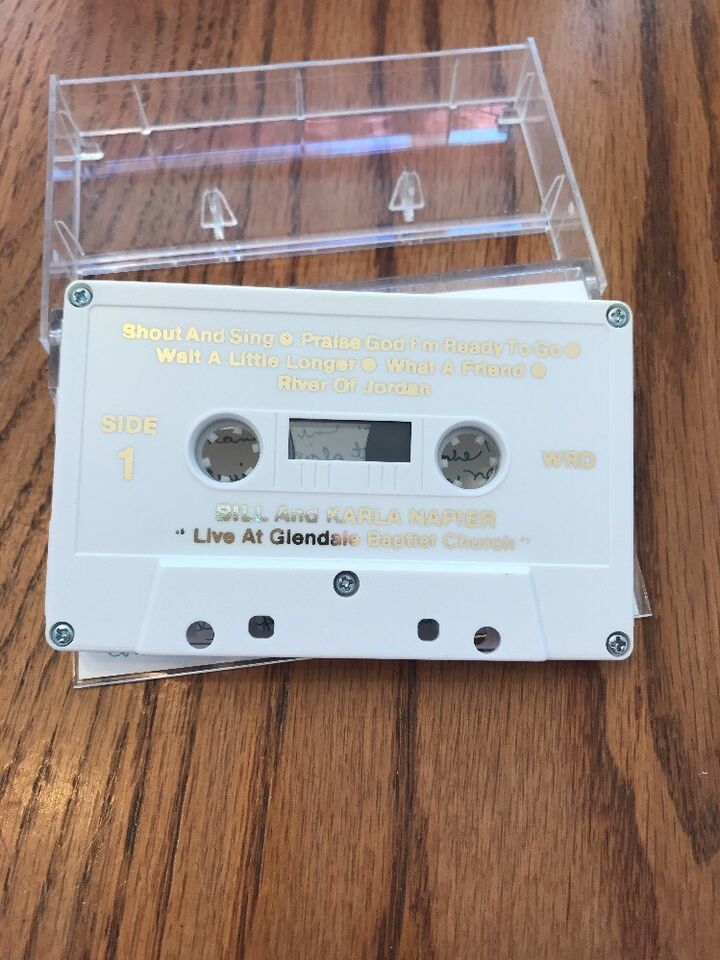 Shout And Sing ● Praise God I'm Ready To Go ●
Wait A Little Longer ● What A Friend ●
River Of Jordan
SIDE
1
WRD
BILL And KARLA NAPIER
" Live At Glendale Baptist Church "